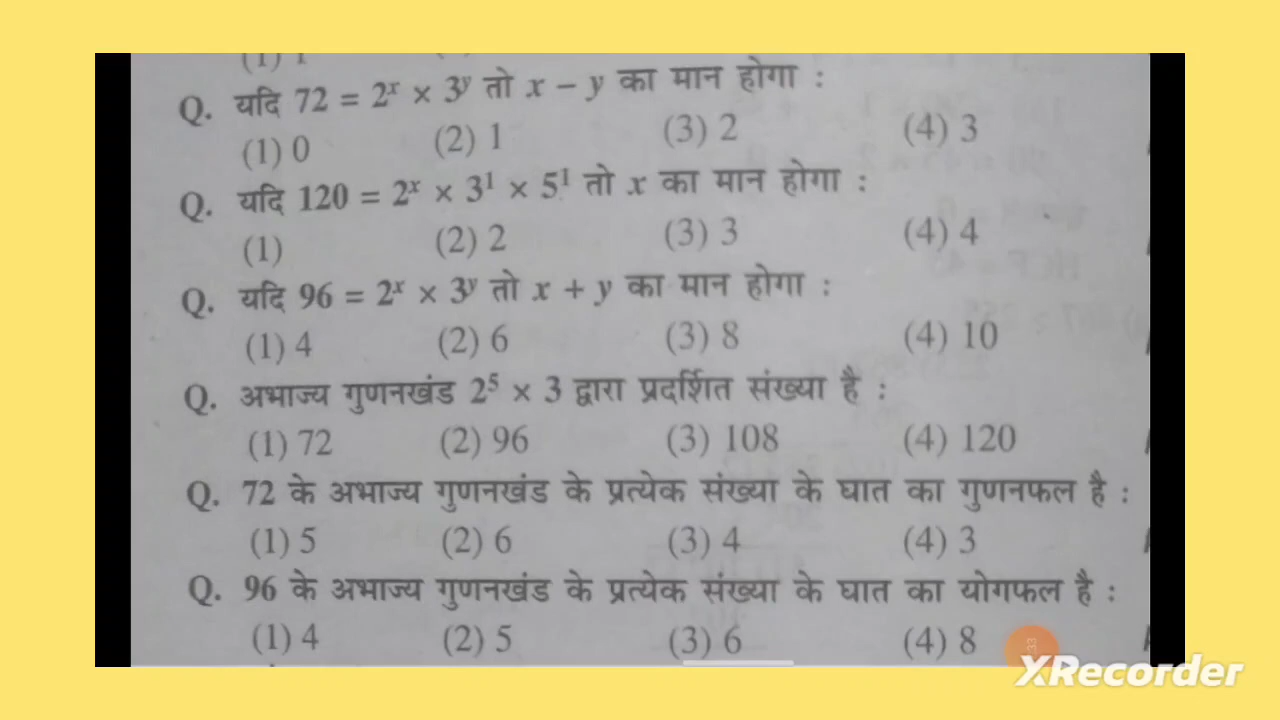 (1) 1
Q. यदि 72 = 2ˣ × 3ʸ तो x – y का मान होगा :
(1) 0 (2) 1 (3) 2 (4) 3
Q. यदि 120 = 2ˣ × 3¹ × 5¹ तो x का मान होगा :
(1) (2) 2 (3) 3 (4) 4
Q. यदि 96 = 2ˣ × 3ʸ तो x + y का मान होगा :
(1) 4 (2) 6 (3) 8 (4) 10
Q. अभाज्य गुणनखंड 2⁵ × 3 द्वारा प्रदर्शित संख्या है :
(1) 72 (2) 96 (3) 108 (4) 120
Q. 72 के अभाज्य गुणनखंड के प्रत्येक संख्या के घात का गुणनफल है :
(1) 5 (2) 6 (3) 4 (4) 3
Q. 96 के अभाज्य गुणनखंड के प्रत्येक संख्या के घात का योगफल है :
(1) 4 (2) 5 (3) 6 (4) 8
33
XRecorder